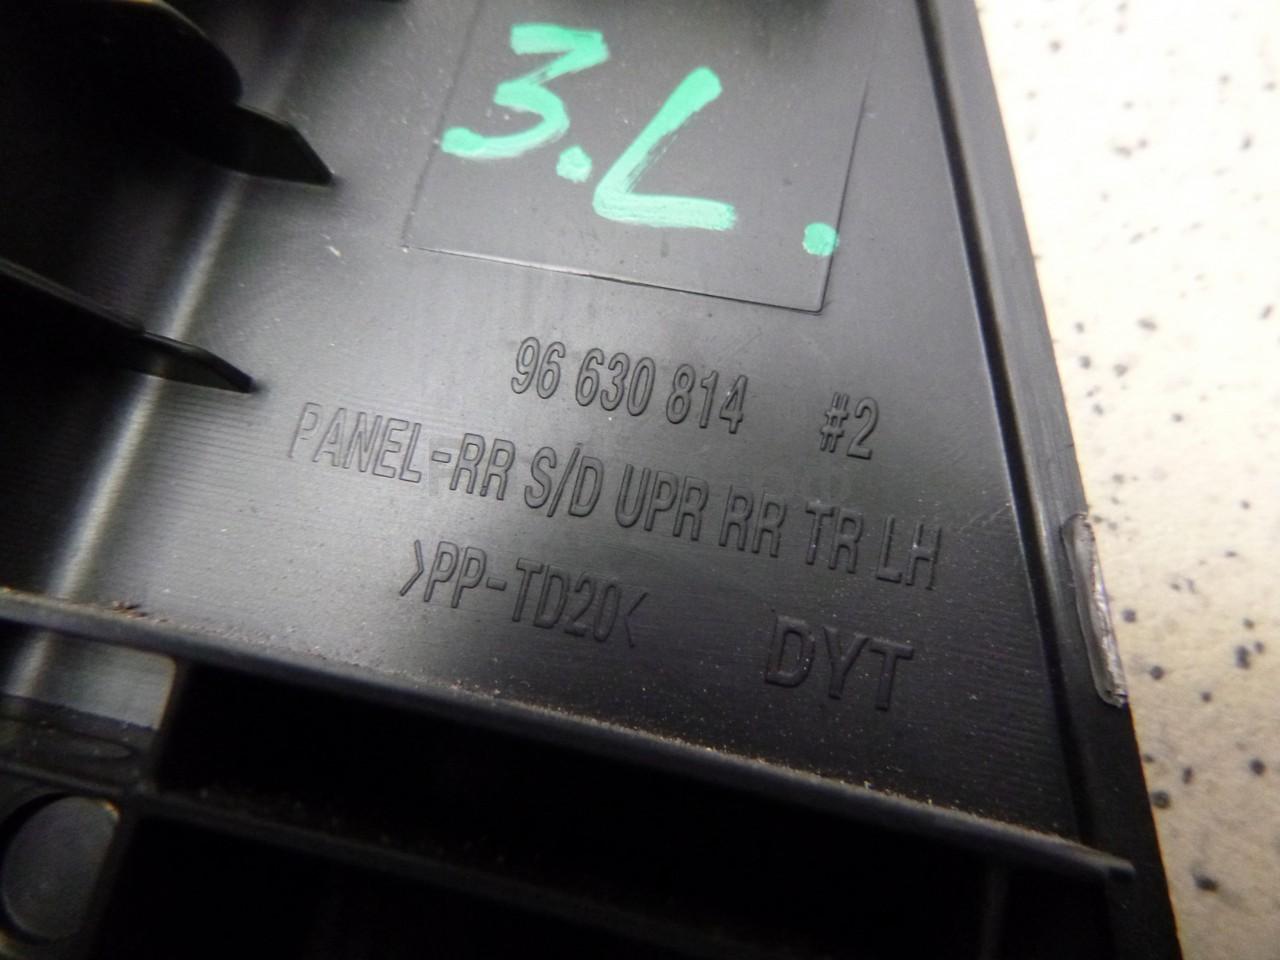 3.L.
96 630 814 #2
PANEL-RR S/D UPR RR TR LH
>PP-TD20<
DYT